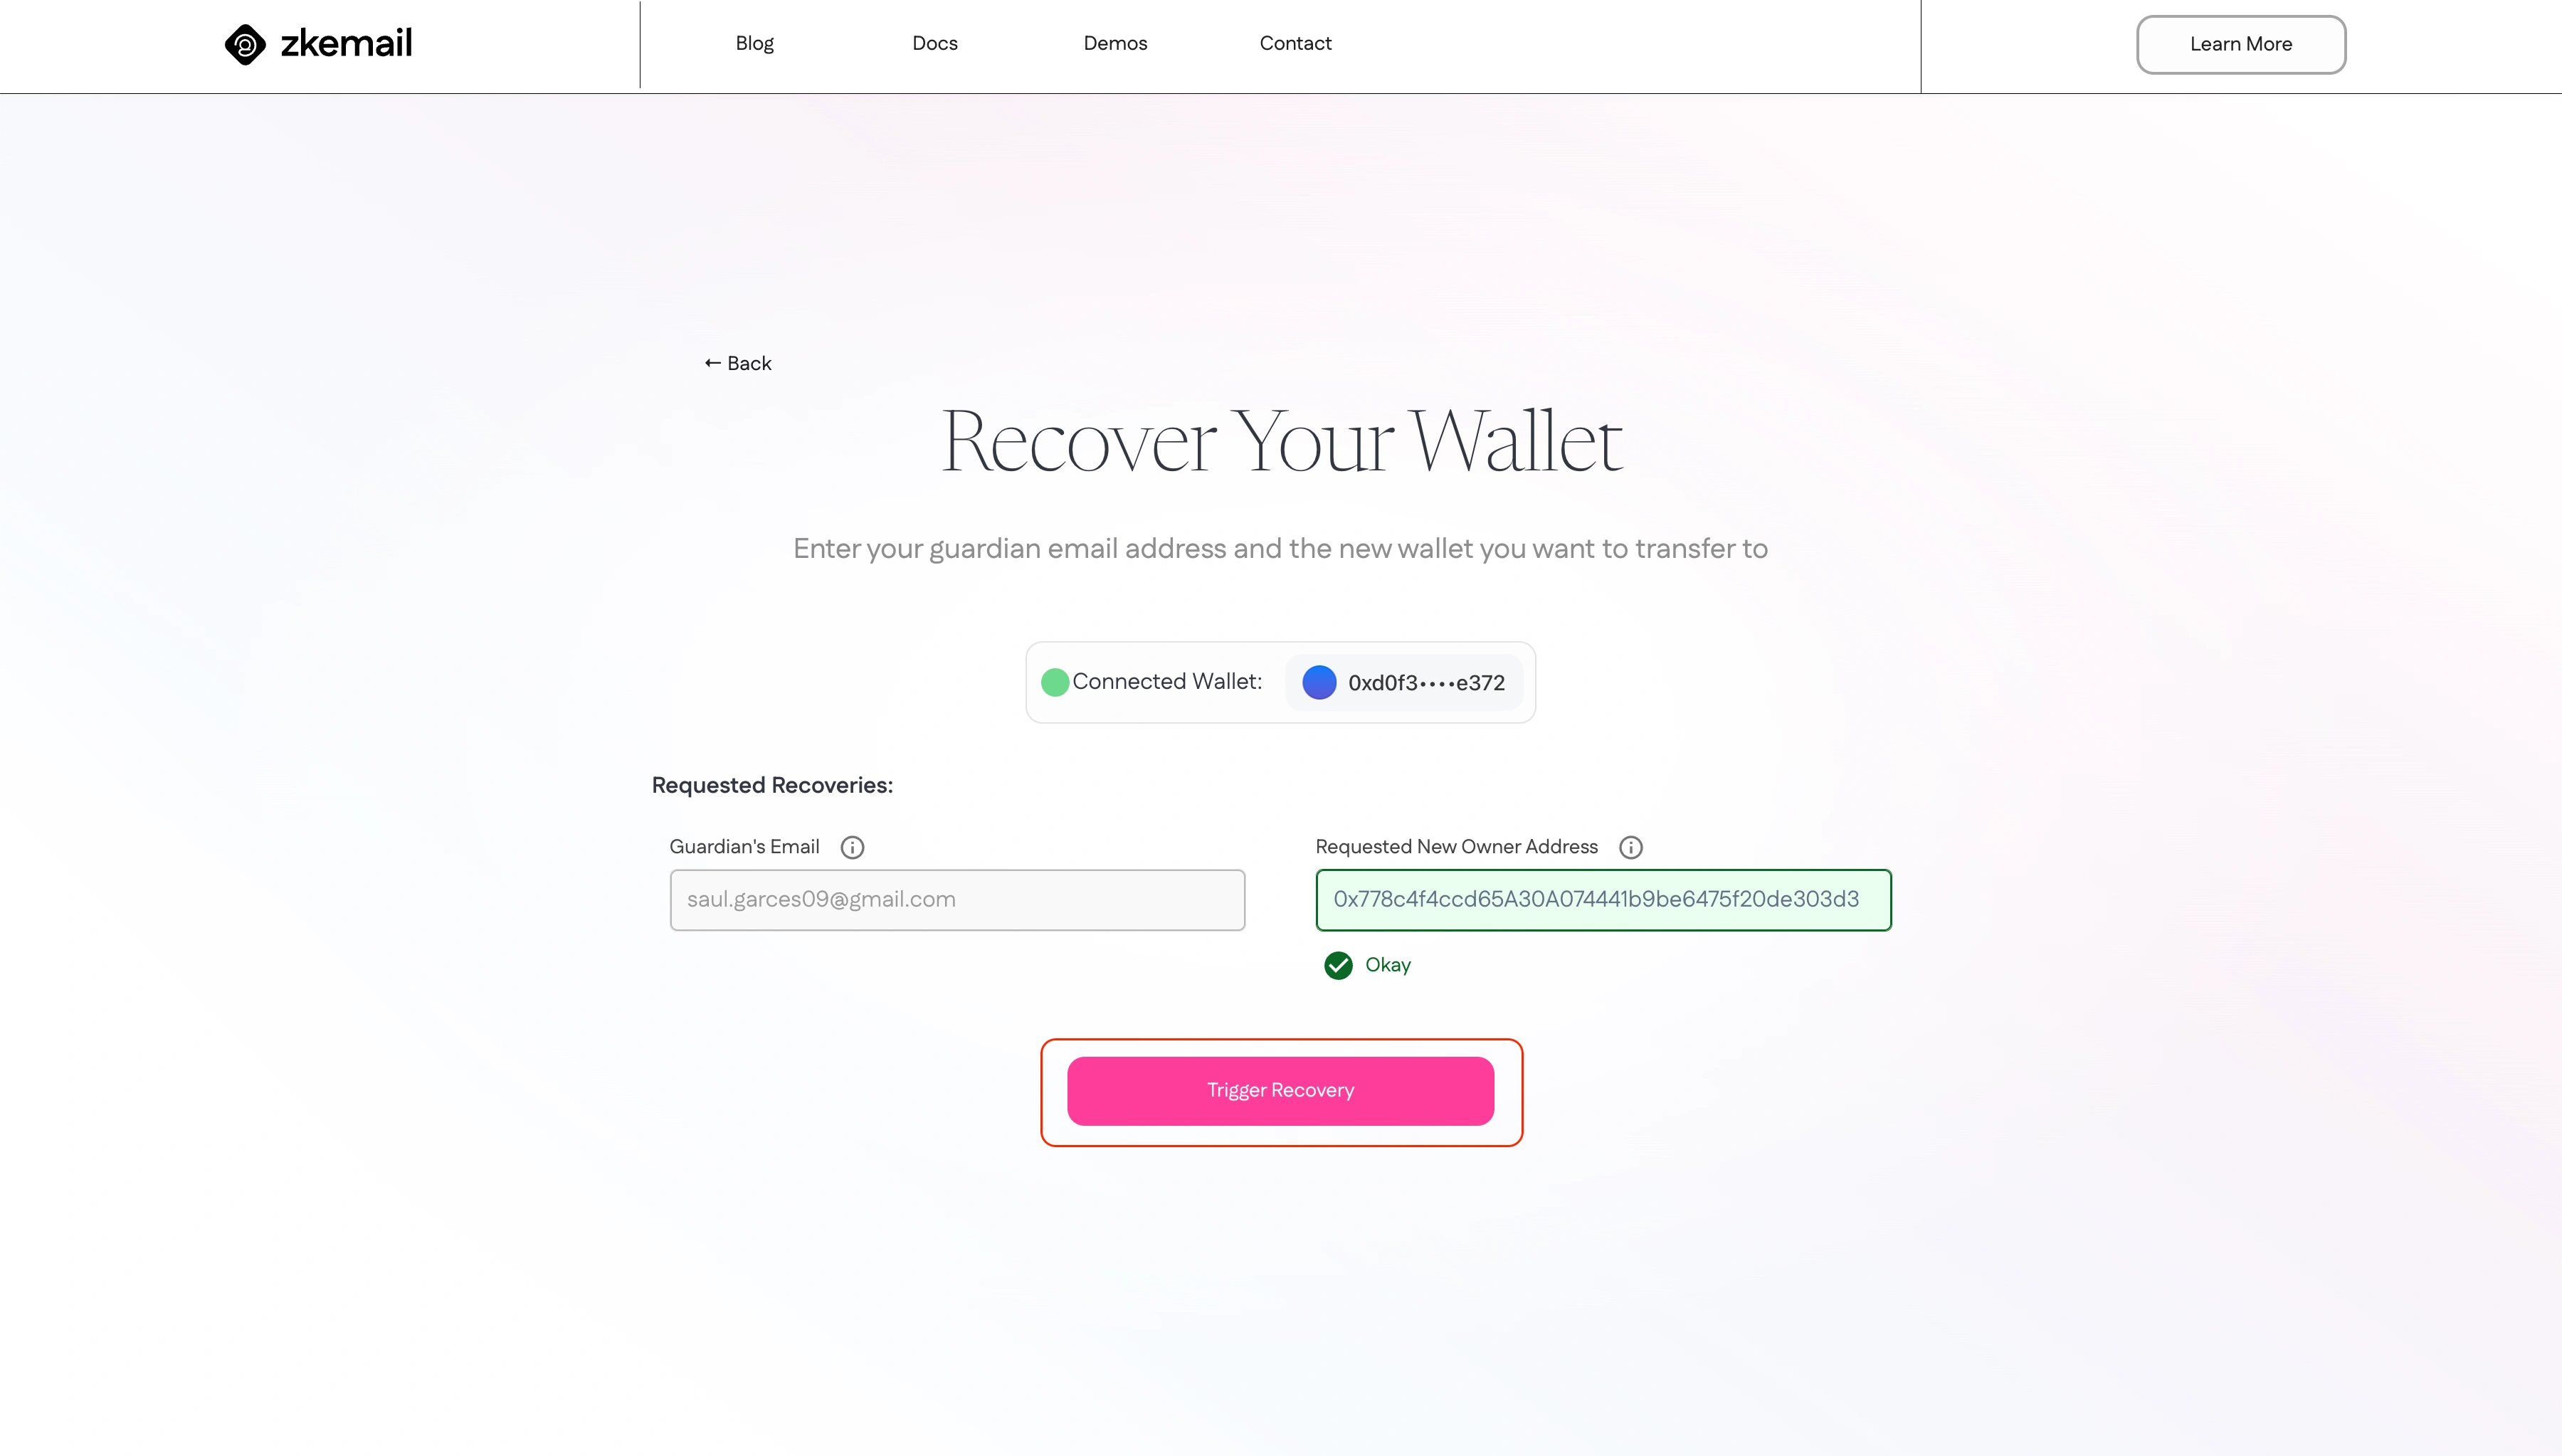 zkemail
Blog Docs Demos Contact
Learn More
← Back
Recover Your Wallet
Enter your guardian email address and the new wallet you want to transfer to
Connected Wallet: 0xd0f3····e372
Requested Recoveries:
Guardian's Email
Requested New Owner Address
saul.garces09@gmail.com
0x778c4f4ccd65A30A074441b9be6475f20de303d3
Okay
Trigger Recovery